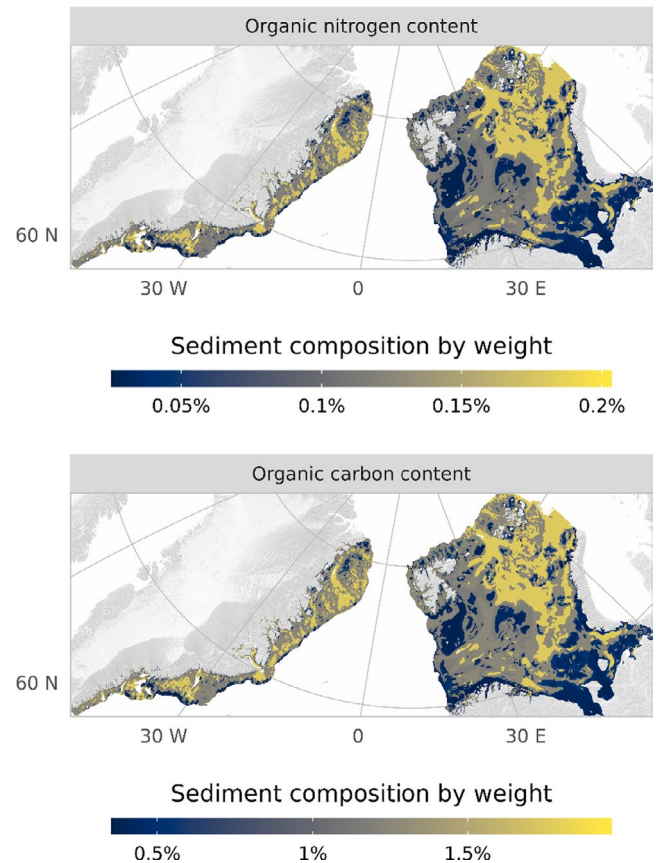 Organic nitrogen content
60 N
30 W 0 30 E
Sediment composition by weight
0.05% 0.1% 0.15% 0.2%
Organic carbon content
60 N
30 W 0 30 E
Sediment composition by weight
0.5% 1% 1.5%